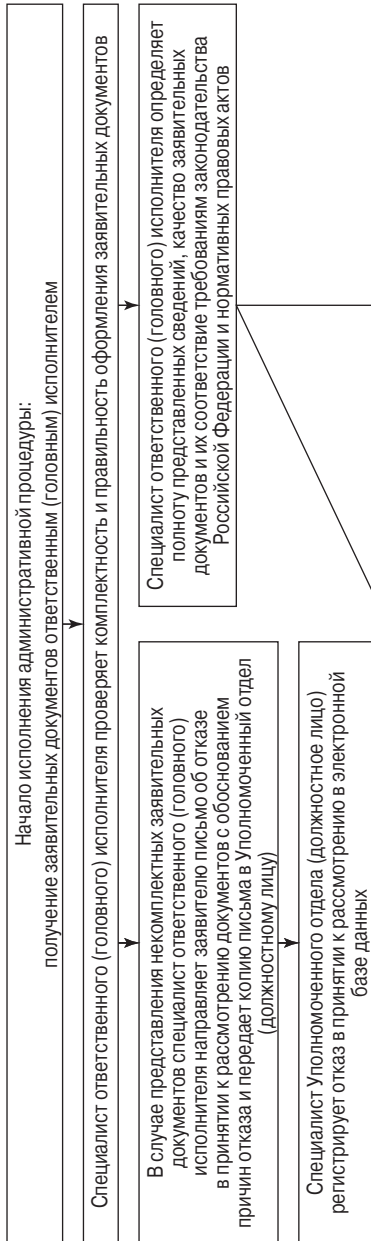 Начало исполнения административной процедуры:
получение заявительных документов ответственным (головным) исполнителем
Специалист ответственного (головного) исполнителя проверяет комплектность и правильность оформления заявительных документов
В случае представления некомплектных заявительных
документов специалист ответственного (головного)
исполнителя направляет заявителю письмо об отказе
в принятии к рассмотрению документов с обоснованием
причин отказа и передает копию письма в Уполномоченный отдел
(должностному лицу)
Специалист ответственного (головного) исполнителя определяет
полноту представленных сведений, качество заявительных
документов и их соответствие требованиям законодательства
Российской Федерации и нормативных правовых актов
Специалист Уполномоченного отдела (должностное лицо)
регистрирует отказ в принятии к рассмотрению в электронной
базе данных